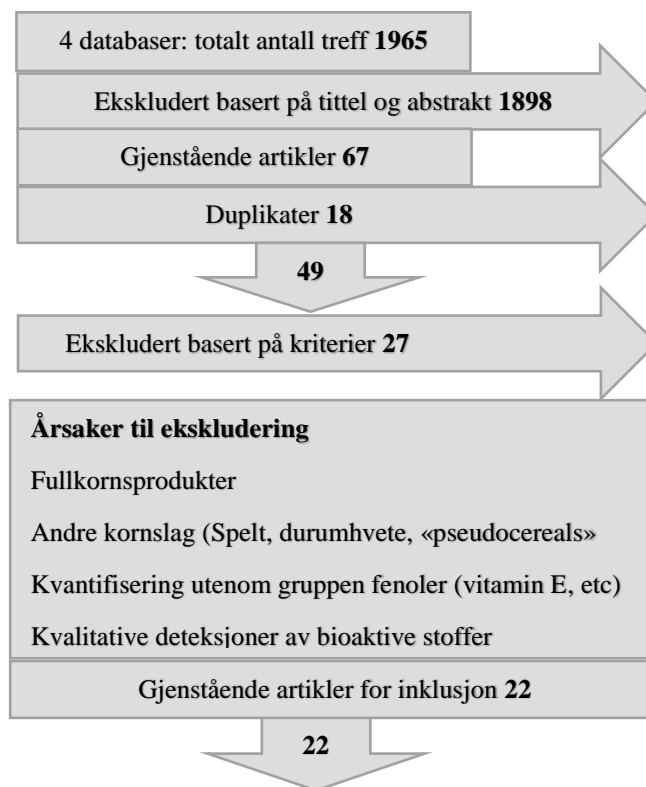 4 databaser: totalt antall treff 1965
Ekskludert basert på tittel og abstrakt 1898
Gjenstående artikler 67
Duplikater 18
49
Ekskludert basert på kriterier 27
Årsaker til ekskludering
Fullkornsprodukter
Andre kornslag (Spelt, durumhvete, «pseudocereals»
Kvantifisering utenom gruppen fenoler (vitamin E, etc)
Kvalitative deteksjoner av bioaktive stoffer
Gjenstående artikler for inklusjon 22
22